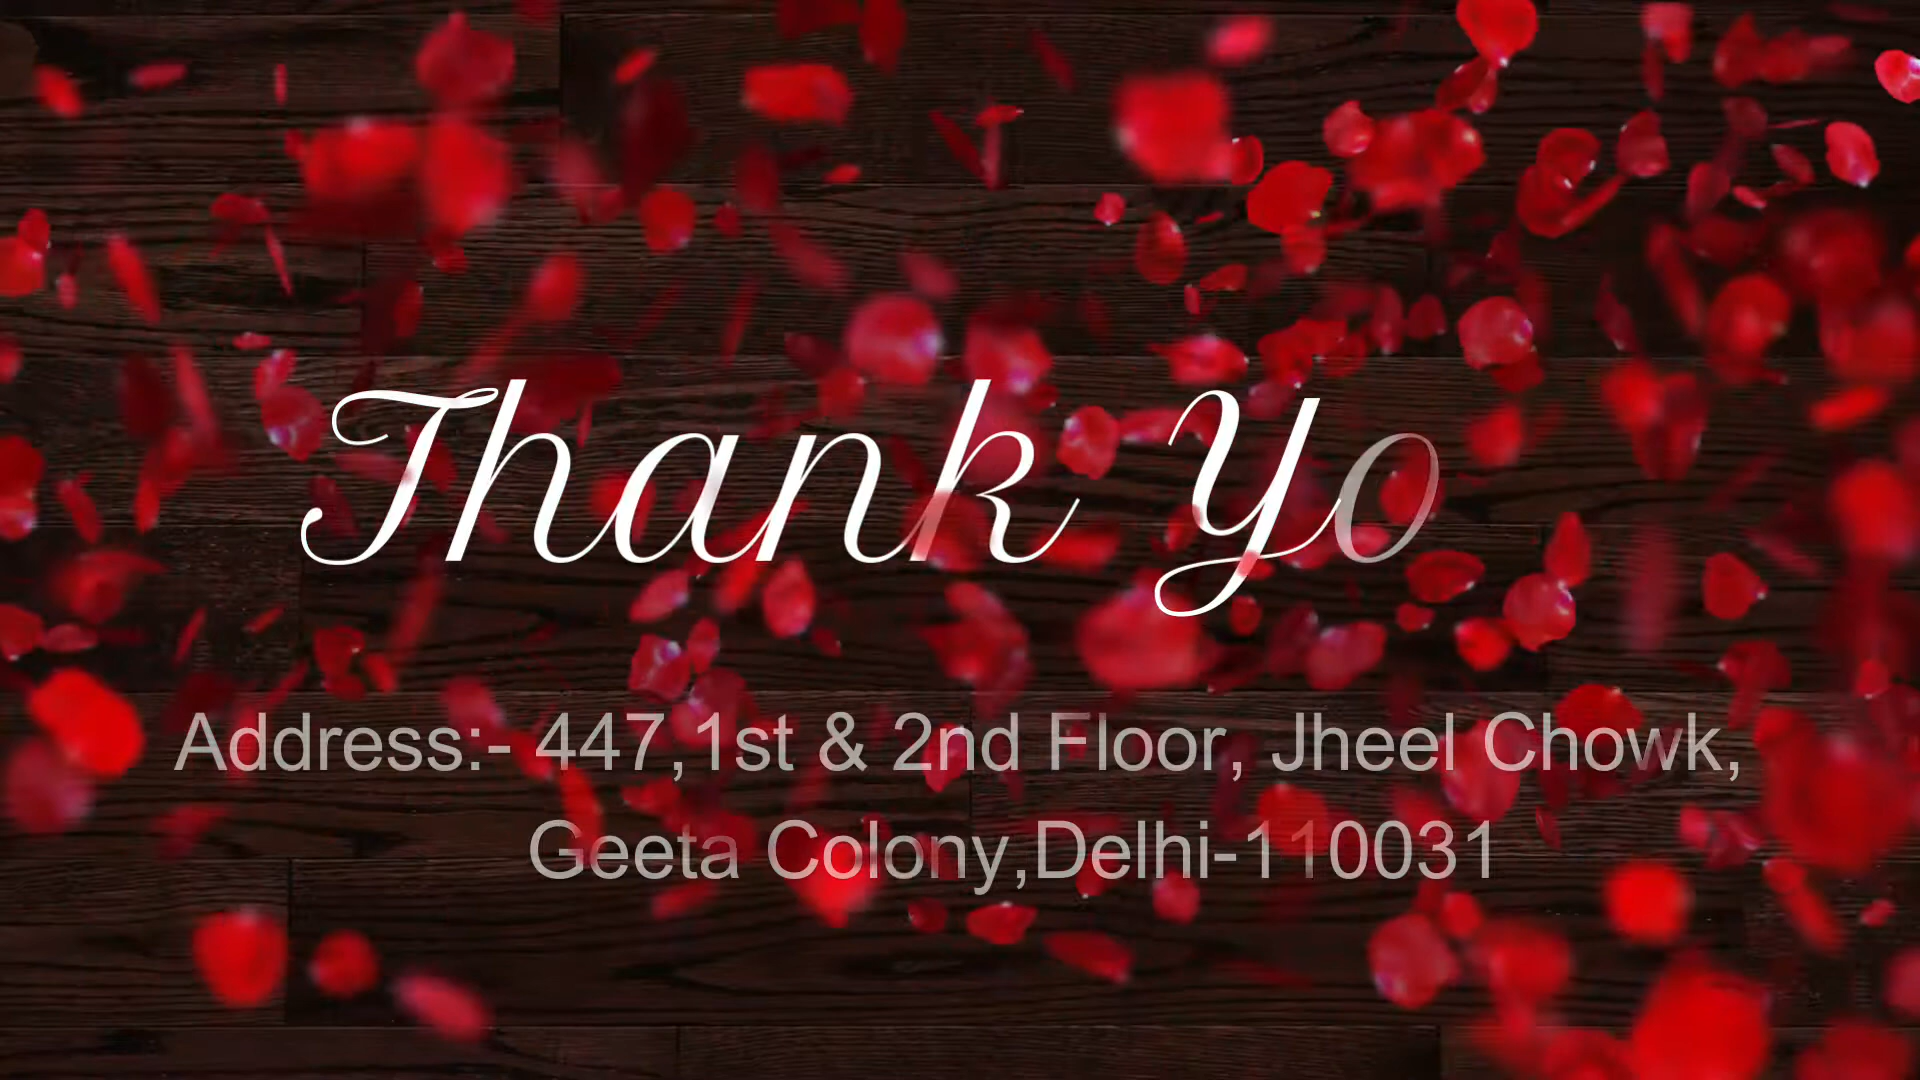 Thank Yo
Address:- 447,1st & 2nd Floor, Jheel Chowk,
Geeta Colony,Delhi-110031